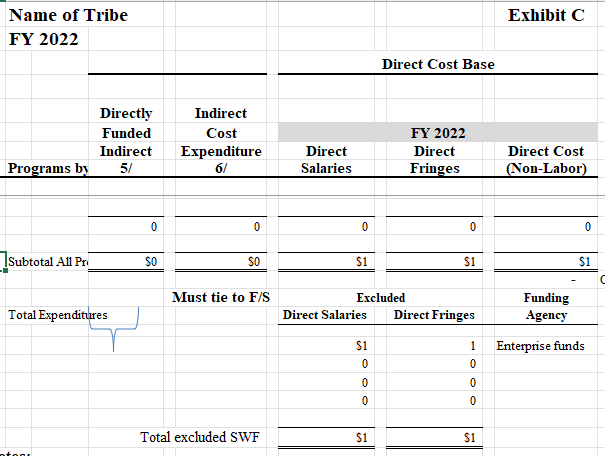 Name of Tribe Exhibit C
FY 2022
Direct Cost Base
Directly Indirect
Funded Cost FY 2022
Indirect Expenditure Direct Direct Direct Cost
Programs by 5/ 6/ Salaries Fringes (Non-Labor)
0 0 0 0 0
Subtotal All Pr $0 $0 $1 $1 $1
-
Must tie to F/S Excluded Funding
Total Expenditures Direct Salaries Direct Fringes Agency
$1 1 Enterprise funds
0 0
0 0
0 0
Total excluded SWF $1 $1